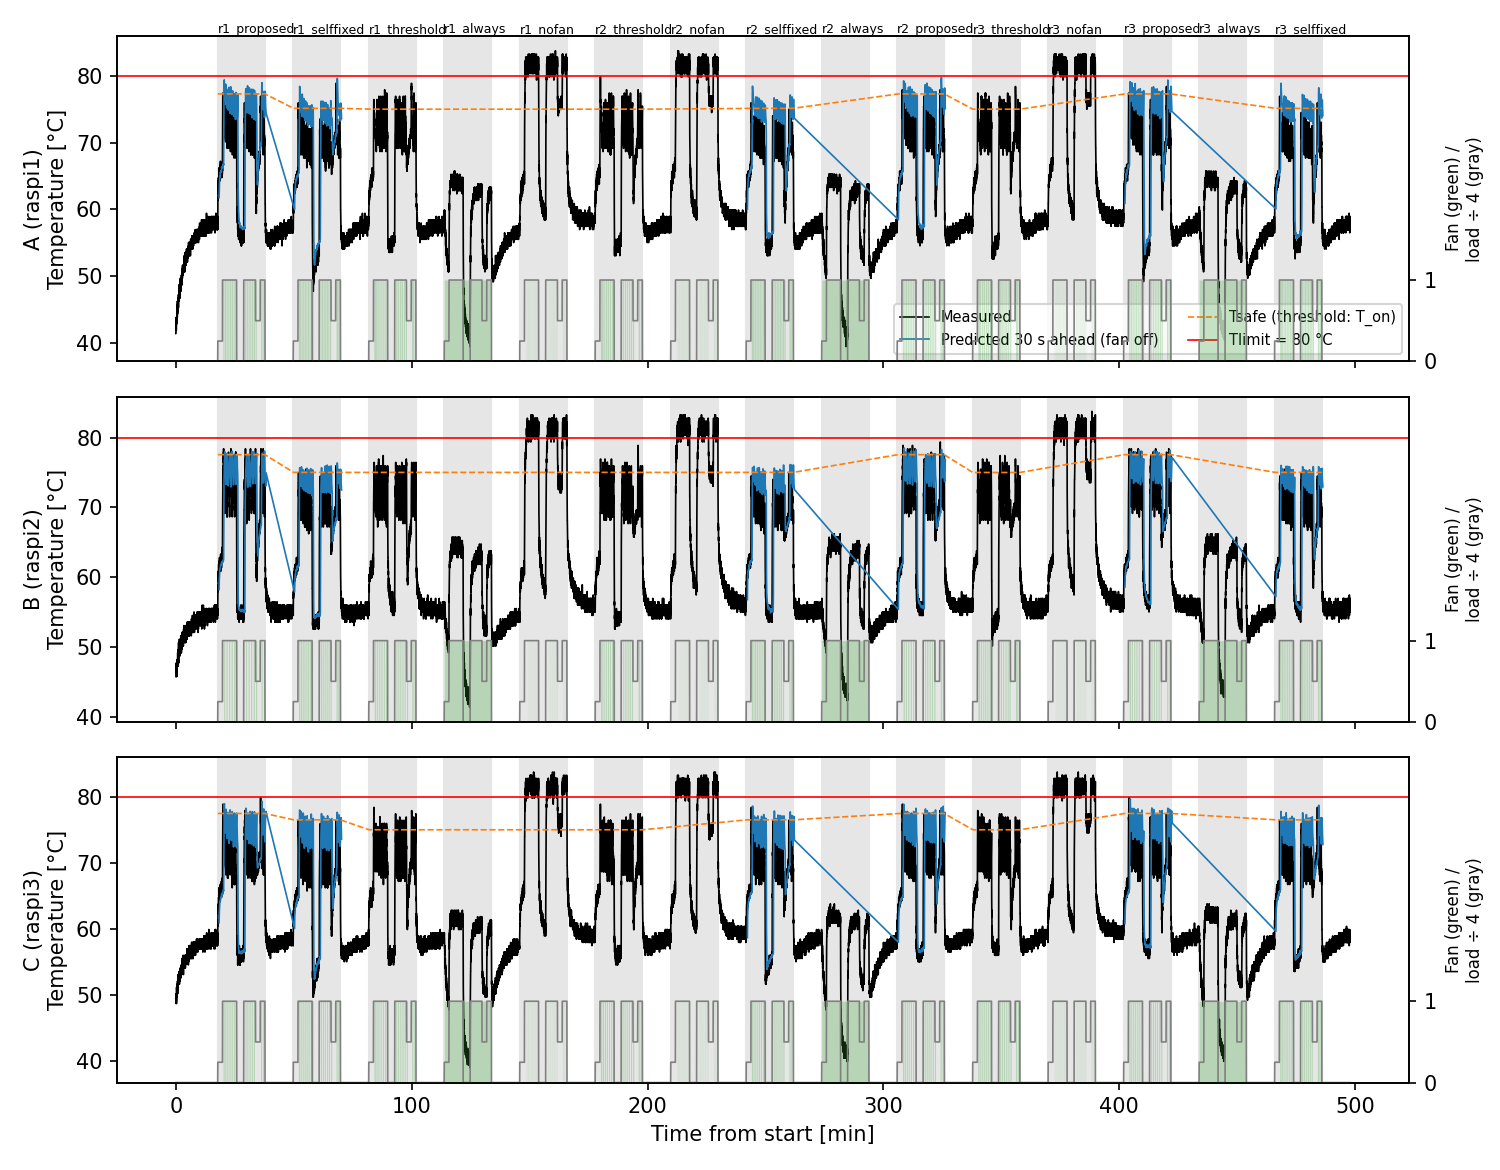 r1_proposed r1_selffixed r1_threshold r1_always r1_nofan r2_threshold r2_nofan r2_selffixed r2_always r2_proposed r3_threshold r3_nofan r3_proposed r3_always r3_selffixed
A (raspi1)
Temperature [°C]
80
70
60
50
40
Measured
Predicted 30 s ahead (fan off)
Tsafe (threshold: T_on)
Tlimit = 80 °C
1
0
Fan (green) /
load ÷ 4 (gray)
B (raspi2)
Temperature [°C]
80
70
60
50
40
1
0
Fan (green) /
load ÷ 4 (gray)
C (raspi3)
Temperature [°C]
80
70
60
50
40
1
0
Fan (green) /
load ÷ 4 (gray)
0 100 200 300 400 500
Time from start [min]